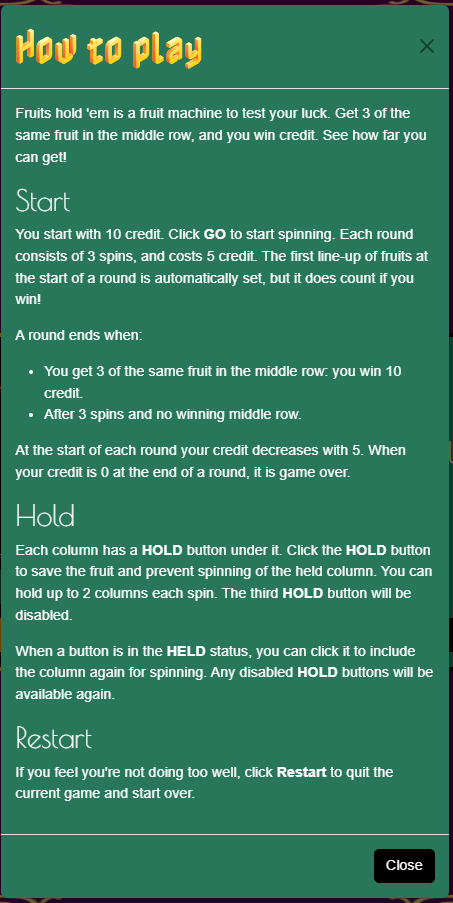 How to play
Fruits hold 'em is a fruit machine to test your luck. Get 3 of the
same fruit in the middle row, and you win credit. See how far you
can get!
Start
You start with 10 credit. Click GO to start spinning. Each round
consists of 3 spins, and costs 5 credit. The first line-up of fruits at
the start of a round is automatically set, but it does count if you
win!
A round ends when:
• You get 3 of the same fruit in the middle row: you win 10
credit.
• After 3 spins and no winning middle row.
At the start of each round your credit decreases with 5. When
your credit is 0 at the end of a round, it is game over.
Hold
Each column has a HOLD button under it. Click the HOLD button
to save the fruit and prevent spinning of the held column. You can
hold up to 2 columns each spin. The third HOLD button will be
disabled.
When a button is in the HELD status, you can click it to include
the column again for spinning. Any disabled HOLD buttons will be
available again.
Restart
If you feel you're not doing too well, click Restart to quit the
current game and start over.
Close